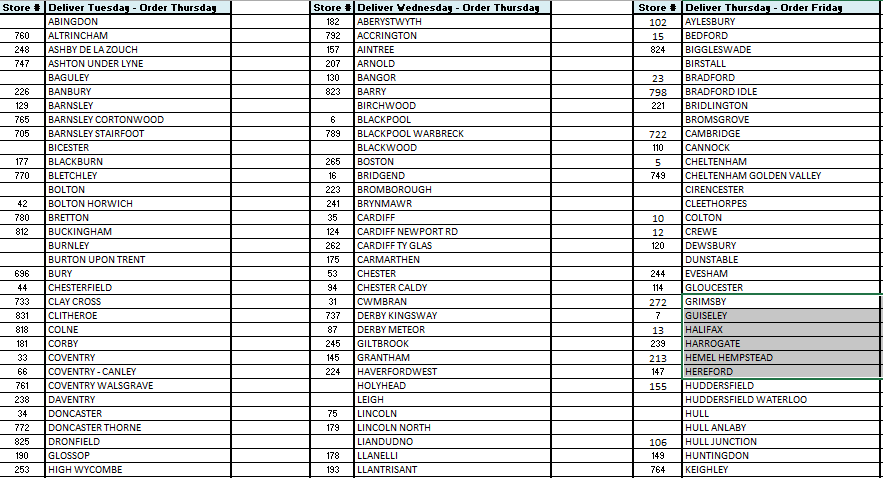 Store # Deliver Tuesday - Order Thursday Store # Deliver Wednesday - Order Thursday Store # Deliver Thursday - Order Friday
ABINGDON 182 ABERYSTWYTH 102 AYLESBURY
760 ALTRINCHAM 792 ACCRINGTON 15 BEDFORD
248 ASHBY DE LA ZOUCH 157 AINTREE 824 BIGGLESWADE
747 ASHTON UNDER LYNE 207 ARNOLD BIRSTALL
BAGULEY 130 BANGOR 23 BRADFORD
226 BANBURY 823 BARRY 798 BRADFORD IDLE
129 BARNSLEY BIRCHWOOD 221 BRIDLINGTON
765 BARNSLEY CORTONWOOD 6 BLACKPOOL BROMSGROVE
705 BARNSLEY STAIRFOOT 789 BLACKPOOL WARBRECK 722 CAMBRIDGE
BICESTER BLACKWOOD 110 CANNOCK
177 BLACKBURN 265 BOSTON 5 CHELTENHAM
770 BLETCHLEY 16 BRIDGEND 749 CHELTENHAM GOLDEN VALLEY
BOLTON 223 BROMBOROUGH CIRENCESTER
42 BOLTON HORWICH 241 BRYNMAWR CLEETHORPES
780 BRETTON 35 CARDIFF 10 COLTON
812 BUCKINGHAM 124 CARDIFF NEWPORT RD 12 CREWE
BURNLEY 262 CARDIFF TY GLAS 120 DEWSBURY
BURTON UPON TRENT 175 CARMARTHEN DUNSTABLE
696 BURY 53 CHESTER 244 EVESHAM
44 CHESTERFIELD 94 CHESTER CALDY 114 GLOUCESTER
733 CLAY CROSS 31 CWMBRAN 272 GRIMSBY
831 CLITHEROE 737 DERBY KINGSWAY 7 GUISELEY
818 COLNE 87 DERBY METEOR 13 HALIFAX
181 CORBY 245 GILTBROOK 239 HARROGATE
33 COVENTRY 145 GRANTHAM 213 HEMEL HEMPSTEAD
66 COVENTRY - CANLEY 224 HAVERFORDWEST 147 HEREFORD
761 COVENTRY WALSGRAVE HOLYHEAD 155 HUDDERSFIELD
238 DAVENTRY LEIGH HUDDERSFIELD WATERLOO
34 DONCASTER 75 LINCOLN HULL
772 DONCASTER THORNE 179 LINCOLN NORTH HULL ANLABY
825 DRONFIELD LIANDUDNO 106 HULL JUNCTION
190 GLOSSOP 178 LLANELLI 149 HUNTINGDON
253 HIGH WYCOMBE 193 LLANTRISANT 764 KEIGHLEY